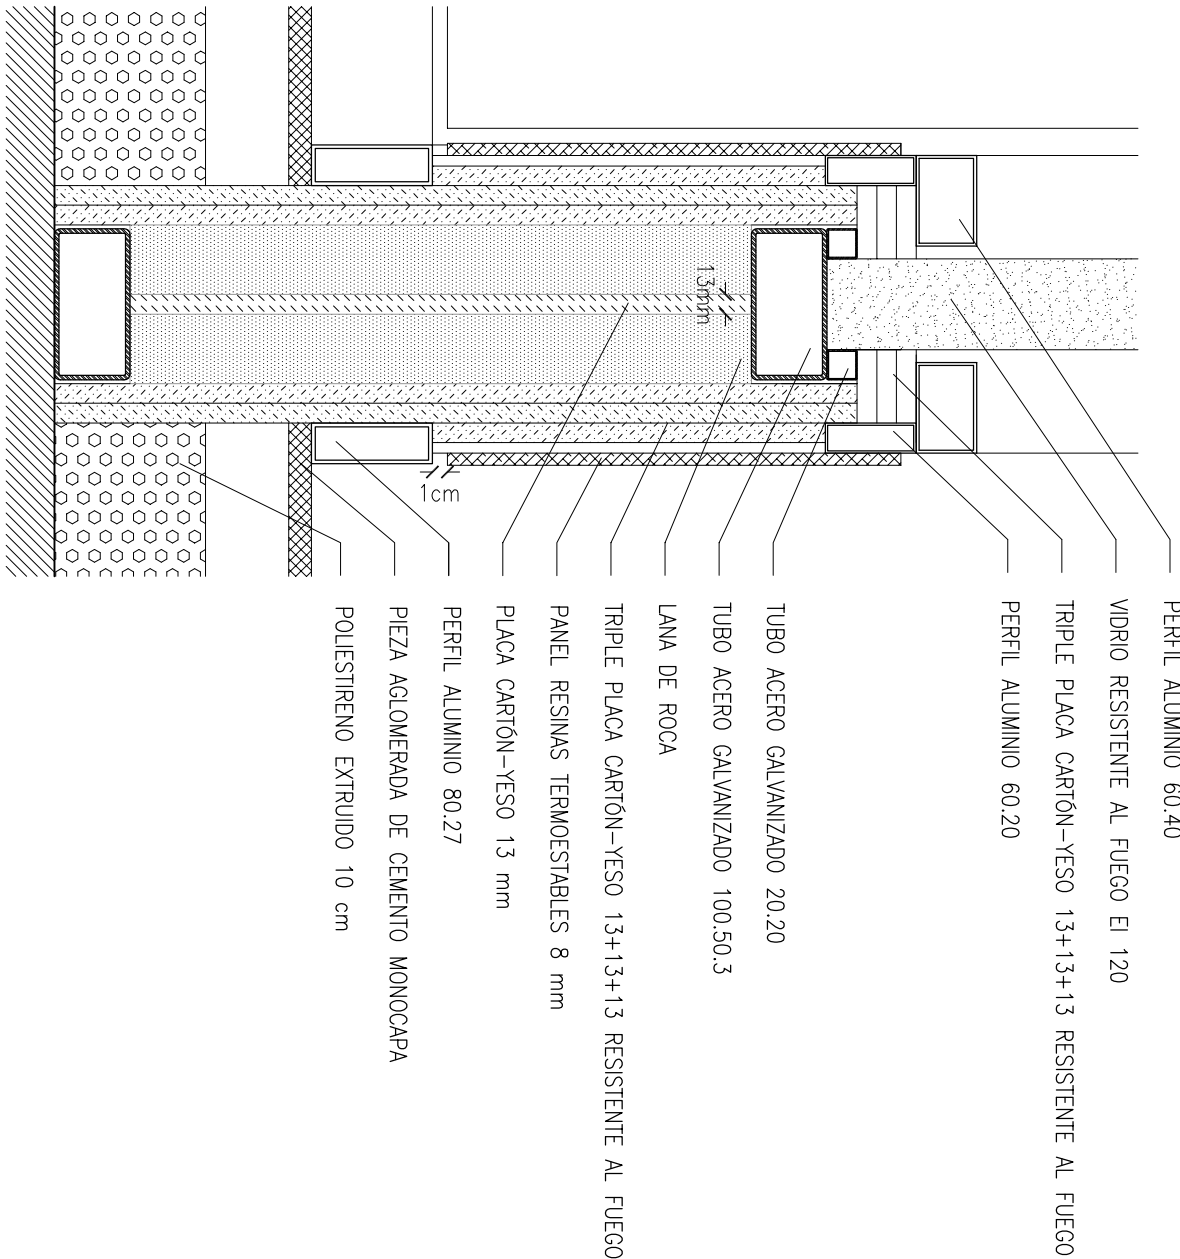 PERFIL ALUMINIO 60.40
VIDRIO RESISTENTE AL FUEGO EI 120
TRIPLE PLACA CARTÓN-YESO 13+13+13 RESISTENTE AL FUEGO
PERFIL ALUMINIO 60.20
TUBO ACERO GALVANIZADO 20.20
TUBO ACERO GALVANIZADO 100.50.3
LANA DE ROCA
TRIPLE PLACA CARTÓN-YESO 13+13+13 RESISTENTE AL FUEGO
PANEL RESINAS TERMOESTABLES 8 mm
PLACA CARTÓN-YESO 13 mm
PERFIL ALUMINIO 80.27
PIEZA AGLOMERADA DE CEMENTO MONOCAPA
POLIESTIRENO EXTRUIDO 10 cm
13mm
1cm